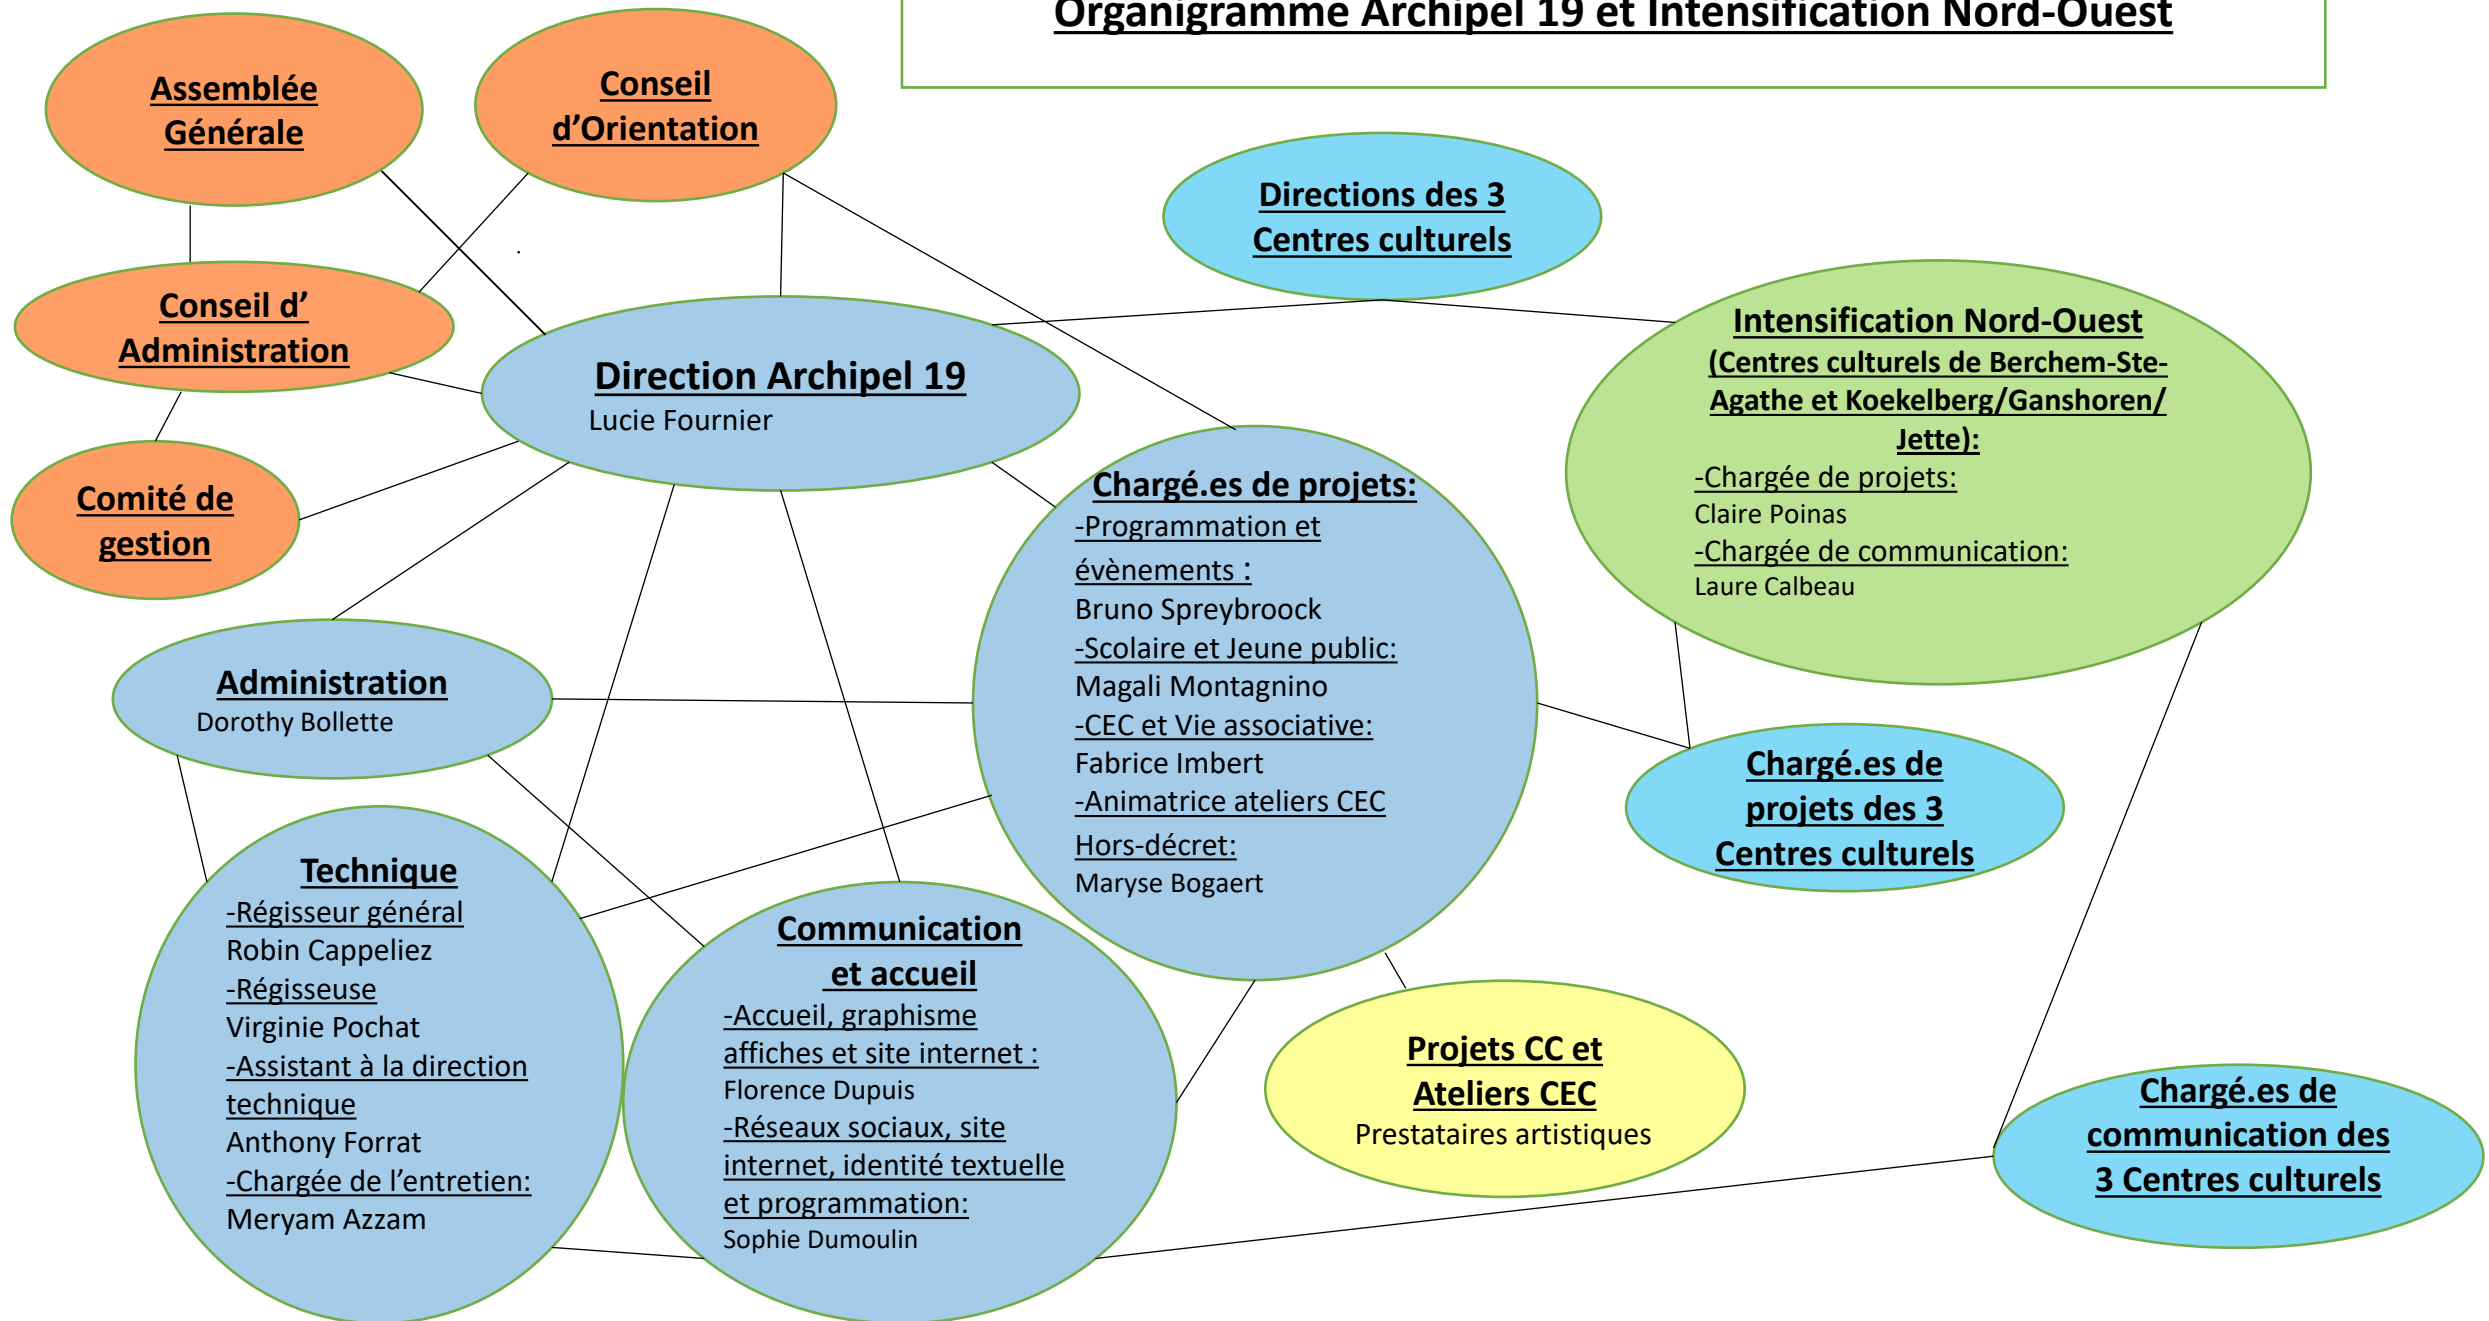 Organigramme Archipel 19 et Intensification Nord-Ouest
Assemblée
Générale
Conseil
d’Orientation
Directions des 3
Centres culturels
Conseil d’
Administration
Direction Archipel 19
Lucie Fournier
Intensification Nord-Ouest
(Centres culturels de Berchem-Ste-
Agathe et Koekelberg/Ganshoren/
Jette):
-Chargée de projets:
Claire Poinas
-Chargée de communication:
Laure Calbeau
Comité de
gestion
Chargé.es de projets:
-Programmation et
évènements :
Bruno Spreybroock
-Scolaire et Jeune public:
Magali Montagnino
-CEC et Vie associative:
Fabrice Imbert
-Animatrice ateliers CEC
Hors-décret:
Maryse Bogaert
Administration
Dorothy Bollette
Chargé.es de
projets des 3
Centres culturels
Technique
-Régisseur général
Robin Cappeliez
-Régisseuse
Virginie Pochat
-Assistant à la direction
technique
Anthony Forrat
-Chargée de l’entretien:
Meryam Azzam
Communication
et accueil
-Accueil, graphisme
affiches et site internet :
Florence Dupuis
-Réseaux sociaux, site
internet, identité textuelle
et programmation:
Sophie Dumoulin
Projets CC et
Ateliers CEC
Prestataires artistiques
Chargé.es de
communication des
3 Centres culturels